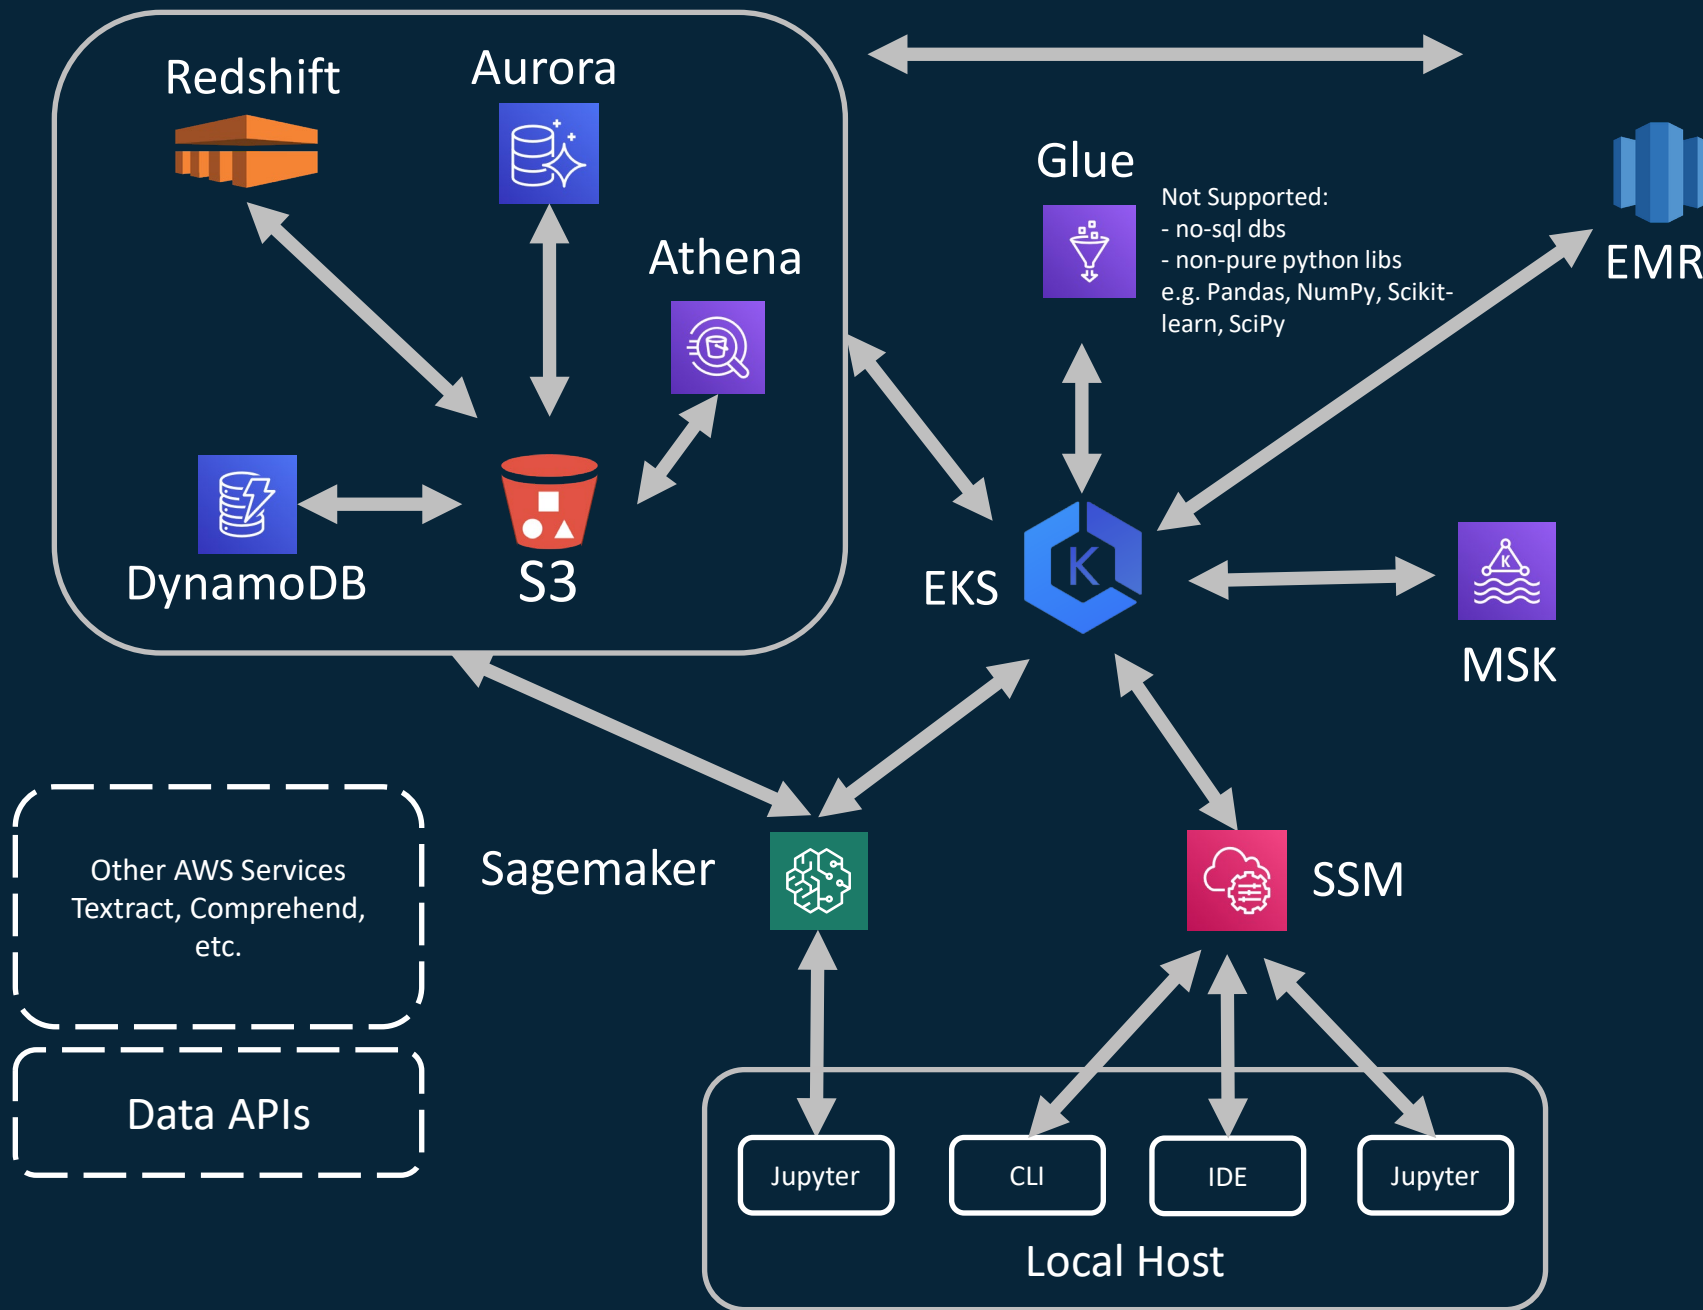 Redshift
Aurora
Athena
DynamoDB
S3
Glue
Not Supported:
- no-sql dbs
- non-pure python libs
e.g. Pandas, NumPy, Scikit-
learn, SciPy
EMR
EKS
K
K
MSK
Sagemaker
SSM
Other AWS Services
Textract, Comprehend,
etc.
Data APIs
Jupyter
CLI
IDE
Jupyter
Local Host